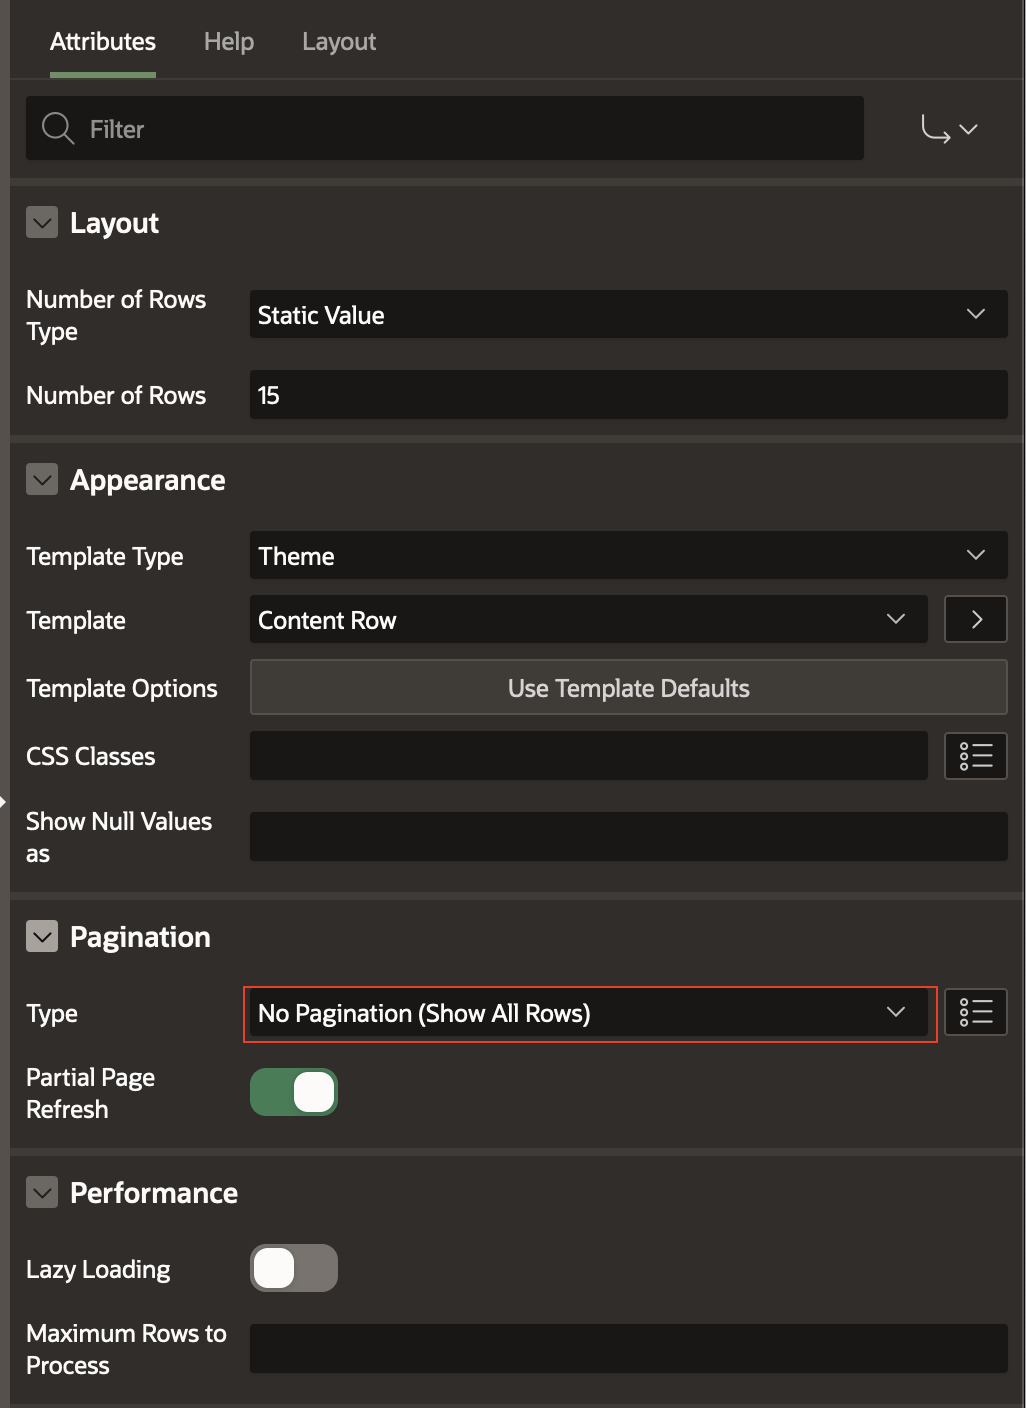 Attributes Help Layout
Filter
Layout
Number of Rows
Type
Static Value
Number of Rows
15
Appearance
Template Type
Theme
Template
Content Row
Template Options
Use Template Defaults
CSS Classes
Show Null Values
as
Pagination
Type
No Pagination (Show All Rows)
Partial Page
Refresh
Performance
Lazy Loading
Maximum Rows to
Process